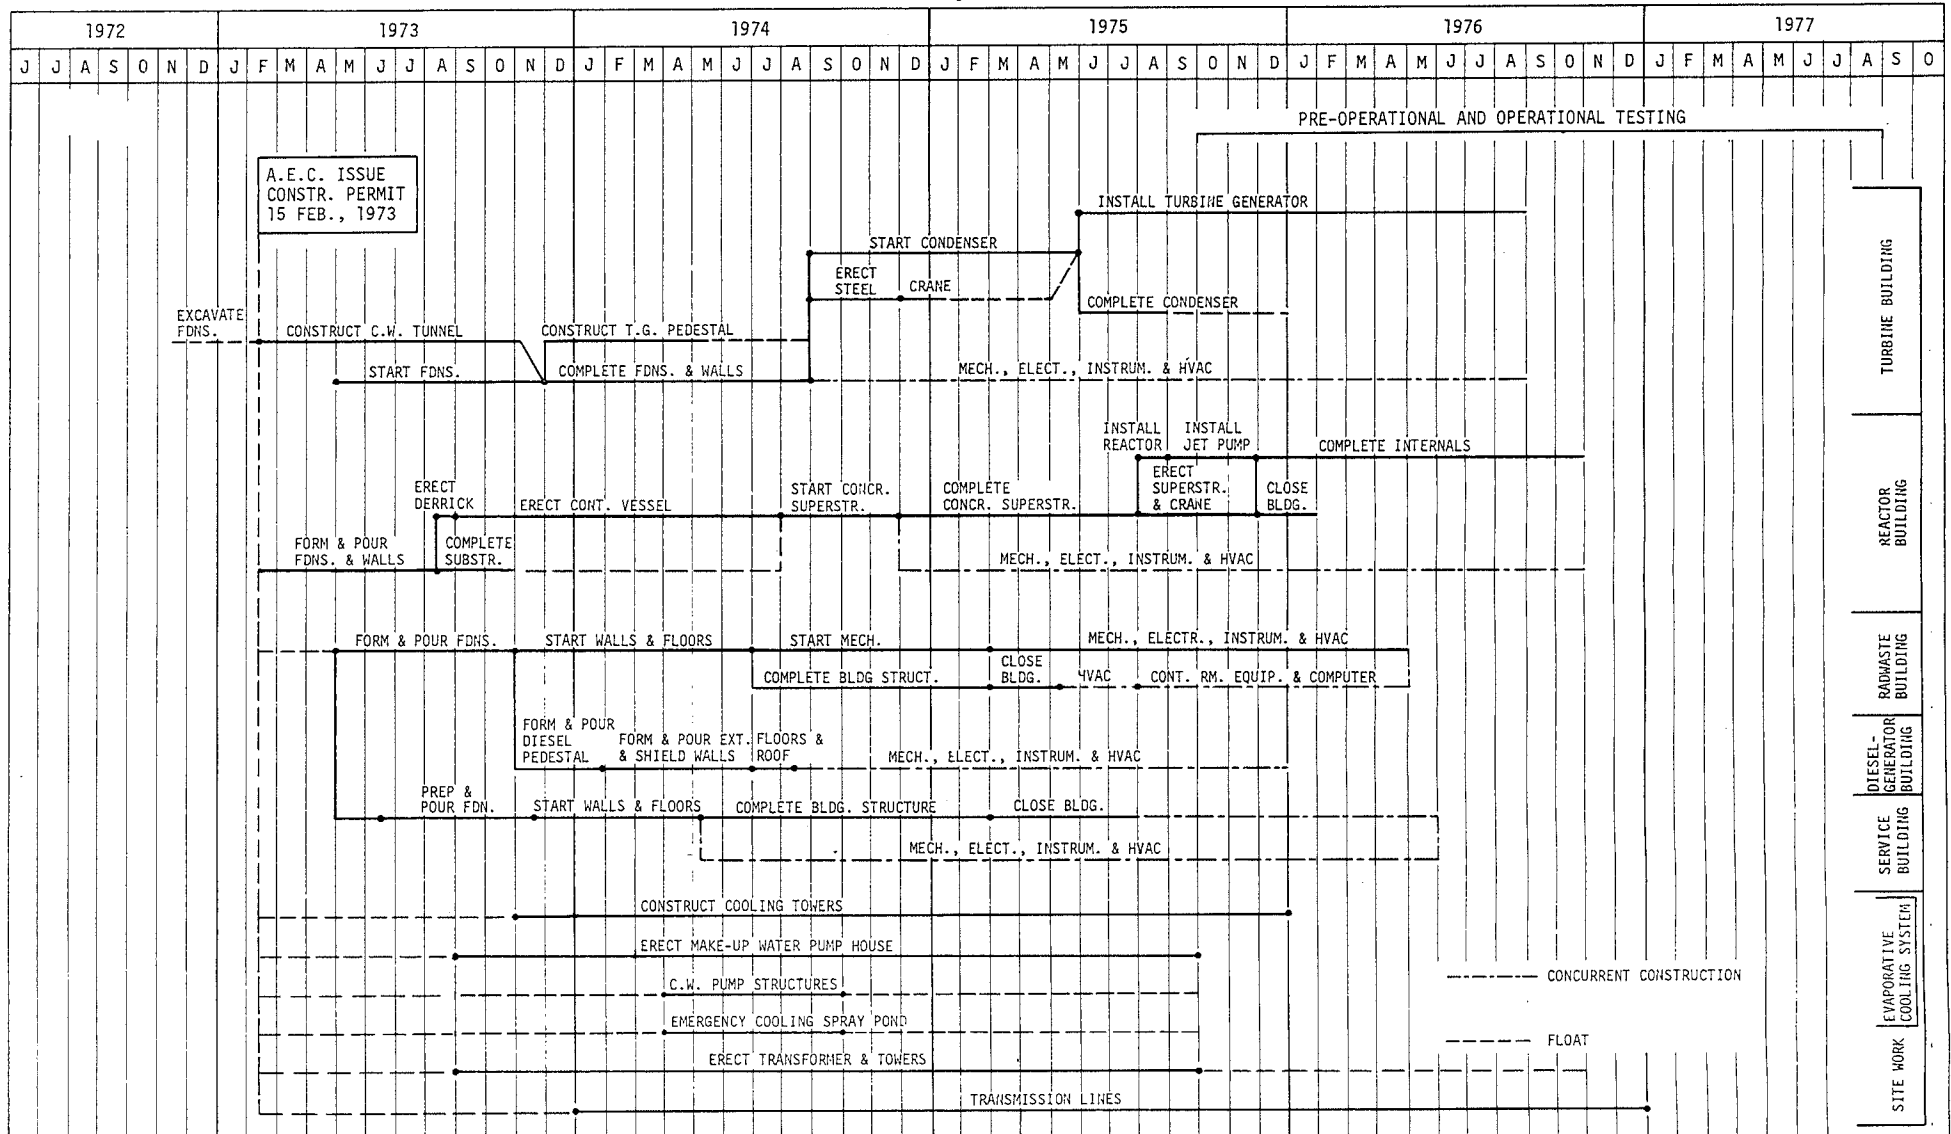 1972 1973 1974 1975 1976 1977
J J A S O N D J F M A M J J A S O N D J F M A M J J A S O N D J F M A M J J A S O N D J F M A M J J A S O N D J F M A M J J A S O
PRE-OPERATIONAL AND OPERATIONAL TESTING
A.E.C. ISSUE
CONSTR. PERMIT
15 FEB., 1973
INSTALL TURBINE GENERATOR
START CONDENSER
ERECT
STEEL
CRANE
COMPLETE CONDENSER
EXCAVATE
FDNS.
CONSTRUCT C.W. TUNNEL
CONSTRUCT T.G. PEDESTAL
START FDNS.
COMPLETE FDNS. & WALLS
MECH., ELECT., INSTRUM. & HVAC
TURBINE BUILDING
INSTALL
REACTOR
INSTALL
JET PUMP
COMPLETE INTERNALS
ERECT
DERRICK
ERECT CONT. VESSEL
START CONCR.
SUPERSTR.
COMPLETE
CONCR. SUPERSTR.
ERECT
SUPERSTR.
& CRANE
CLOSE
BLDG.
FORM & POUR
FDNS. & WALLS
COMPLETE
SUBSTR.
MECH., ELECT., INSTRUM. & HVAC
REACTOR
BUILDING
FORM & POUR FDNS.
START WALLS & FLOORS
START MECH.
MECH., ELECTR., INSTRUM. & HVAC
COMPLETE BLDG STRUCT.
CLOSE
BLDG.
HVAC
CONT. RM. EQUIP. & COMPUTER
RADWASTE
BUILDING
FORM & POUR
DIESEL
PEDESTAL
FORM & POUR EXT.
& SHIELD WALLS
FLOORS &
ROOF
MECH., ELECT., INSTRUM. & HVAC
DIESEL-
GENERATOR
BUILDING
PREP &
POUR FDN.
START WALLS & FLOORS
COMPLETE BLDG. STRUCTURE
CLOSE BLDG.
MECH., ELECT., INSTRUM. & HVAC
SERVICE
BUILDING
CONSTRUCT COOLING TOWERS
ERECT MAKE-UP WATER PUMP HOUSE
C.W. PUMP STRUCTURES
EMERGENCY COOLING SPRAY POND
EVAPORATIVE
COOLING SYSTEM
ERECT TRANSFORMER & TOWERS
TRANSMISSION LINES
SITE WORK
CONCURRENT CONSTRUCTION
FLOAT